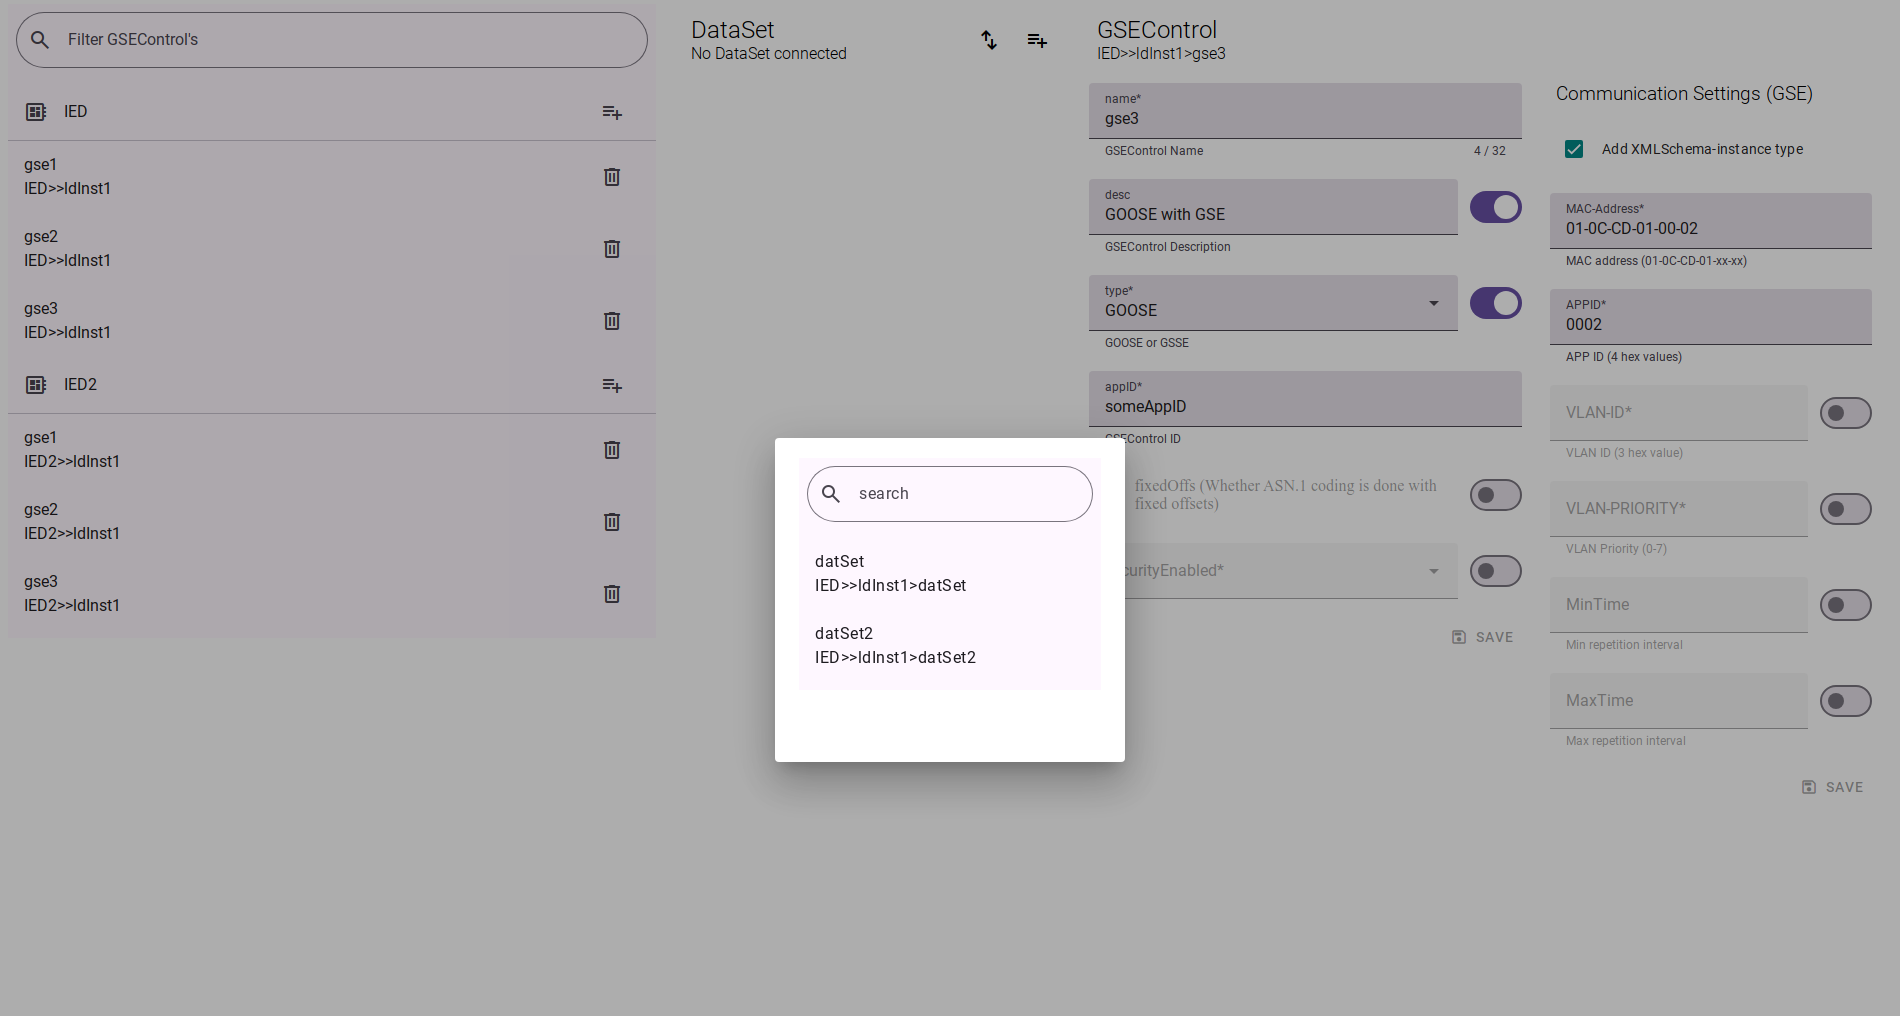 Filter GSEControl's
IED
gse1
IED>>ldInst1
gse2
IED>>ldInst1
gse3
IED>>ldInst1
IED2
gse1
IED2>>ldInst1
gse2
IED2>>ldInst1
gse3
IED2>>ldInst1
DataSet
No DataSet connected
search
datSet
IED>>ldInst1>datSet
datSet2
IED>>ldInst1>datSet2
GSEControl
IED>>ldInst1>gse3
name*
gse3
GSEControl Name 4 / 32
desc
GOOSE with GSE
GSEControl Description
type*
GOOSE
GOOSE or GSSE
appID*
someAppID
GSEControl ID
fixedOffs (Whether ASN.1 coding is done with
fixed offsets)
curityEnabled*
SAVE
Communication Settings (GSE)
Add XMLSchema-instance type
MAC-Address*
01-0C-CD-01-00-02
MAC address (01-0C-CD-01-xx-xx)
APPID*
0002
APP ID (4 hex values)
VLAN-ID*
VLAN ID (3 hex value)
VLAN-PRIORITY*
VLAN Priority (0-7)
MinTime
Min repetition interval
MaxTime
Max repetition interval
SAVE